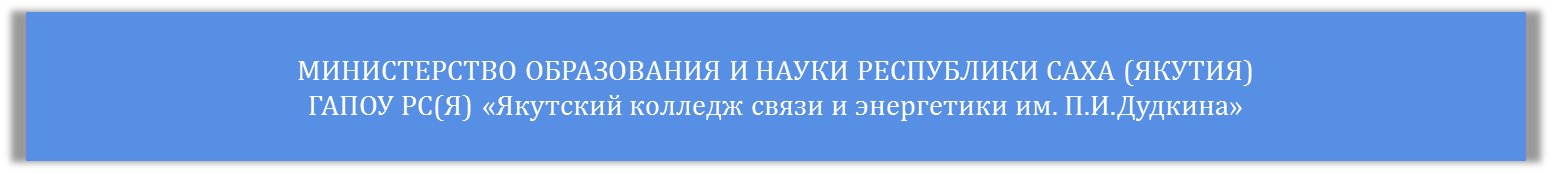 МИНИСТЕРСТВО ОБРАЗОВАНИЯ И НАУКИ РЕСПУБЛИКИ САХА (ЯКУТИЯ)
ГАПОУ РС(Я) «Якутский колледж связи и энергетики им. П.И.Дудкина»